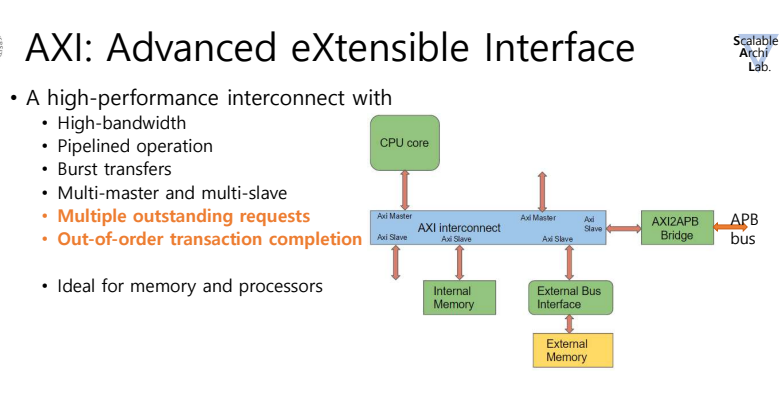 AXI: Advanced eXtensible Interface
Scalable
Archi
Lab.
• A high-performance interconnect with
• High-bandwidth
• Pipelined operation
• Burst transfers
• Multi-master and multi-slave
• Multiple outstanding requests
• Out-of-order transaction completion
• Ideal for memory and processors
CPU core
Axi Master
Axi Master
AXI interconnect
Axi
Slave
Axi Slave
Axi Slave
Axi Slave
AXI2APB
Bridge
APB
bus
Internal
Memory
External Bus
Interface
External
Memory